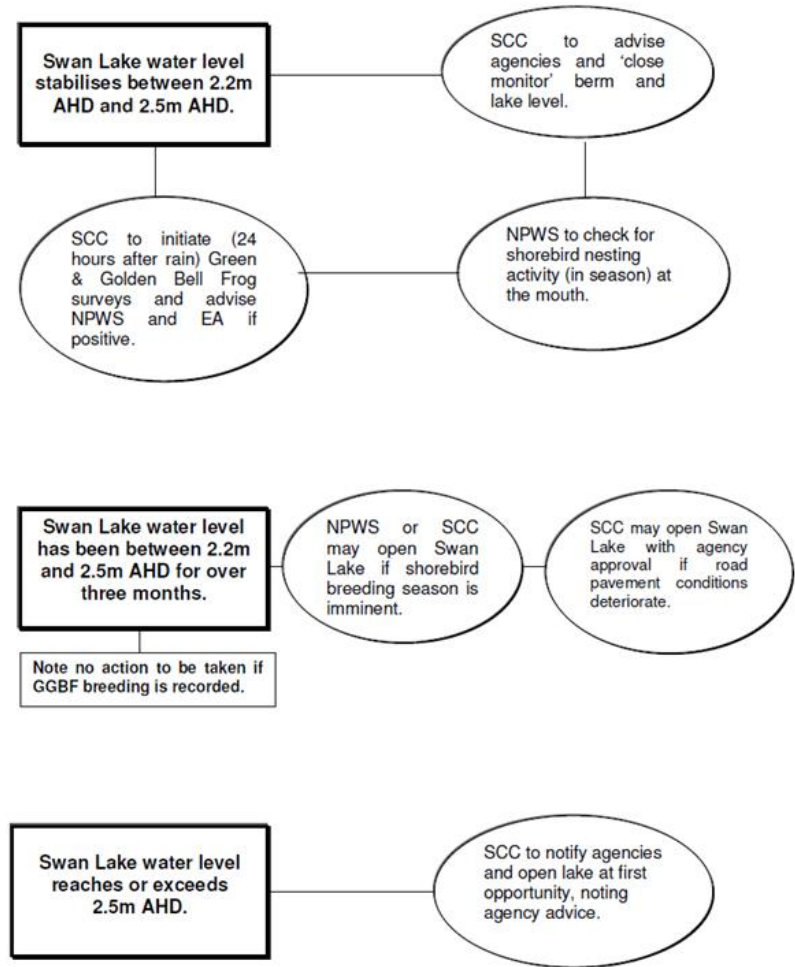 Swan Lake water level
stabilises between 2.2m
AHD and 2.5m AHD.
SCC to advise
agencies and ‘close
monitor’ berm and
lake level.
SCC to initiate (24
hours after rain) Green
& Golden Bell Frog
surveys and advise
NPWS and EA if
positive.
NPWS to check for
shorebird nesting
activity (in season) at
the mouth.
Swan Lake water level
has been between 2.2m
and 2.5m AHD for over
three months.
NPWS or SCC
may open Swan
Lake if shorebird
breeding season is
imminent.
SCC may open Swan
Lake with agency
approval if road
pavement conditions
deteriorate.
Note no action to be taken if
GGBF breeding is recorded.
Swan Lake water level
reaches or exceeds
2.5m AHD.
SCC to notify agencies
and open lake at first
opportunity, noting
agency advice.